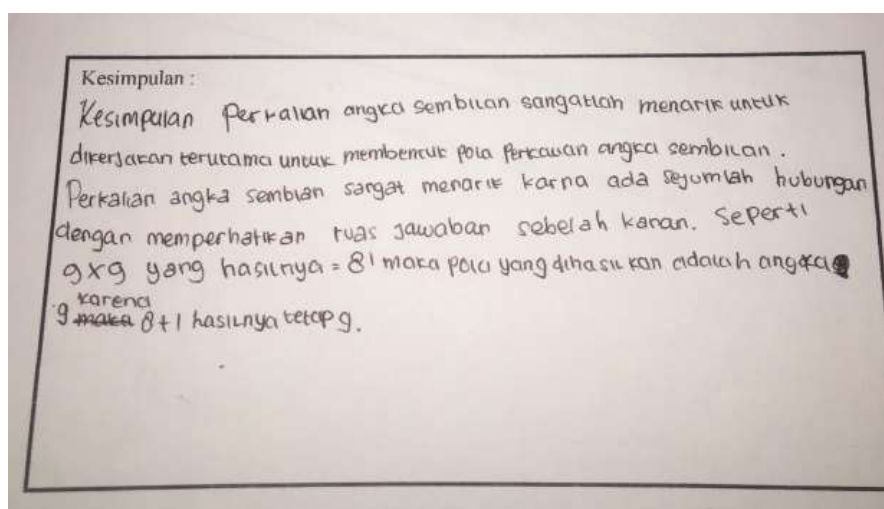 Kesimpulan :
Kesimpulan Perkalian angka sembilan sangatlah menarik untuk
dikerjakan terutama untuk membentuk pola Perkalian angka sembilan.
Perkalian angka sembilan sangat menarik karna ada sejumlah hubungan
dengan memperhatikan ruas jawaban sebelah kanan. Seperti
9x9 yang hasilnya = 81 maka pola yang dihasilkan adalah angka
karena
9 maka 8+1 hasilnya tetap 9.